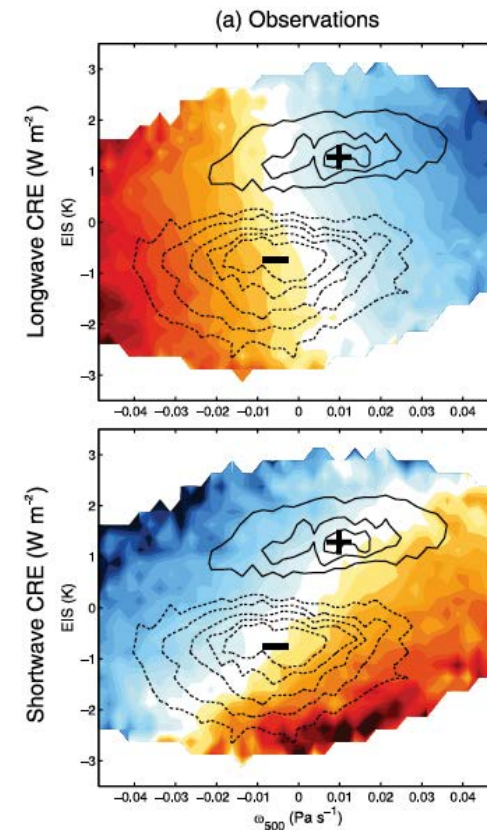 (a) Observations
Longwave CRE (W m⁻²)
EIS (K)
3
2
1
0
−1
−2
−3
+
−
−0.04 −0.03 −0.02 −0.01 0 0.01 0.02 0.03 0.04
Shortwave CRE (W m⁻²)
EIS (K)
3
2
1
0
−1
−2
−3
+
−
−0.04 −0.03 −0.02 −0.01 0 0.01 0.02 0.03 0.04
ω₅₀₀ (Pa s⁻¹)